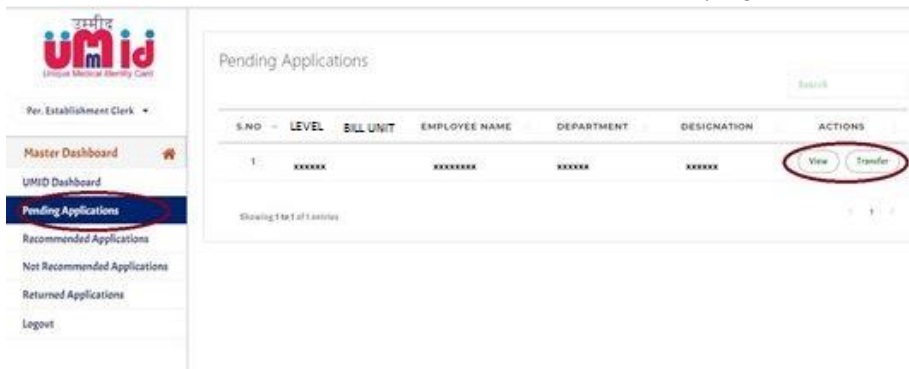 उम्मीद
UMID
Unique Medical Identity Card
Per. Establishment Clerk
Master Dashboard
UMID Dashboard
Pending Applications
Recommended Applications
Not Recommended Applications
Returned Applications
Logout
Pending Applications
Search
S.NO LEVEL BILL UNIT EMPLOYEE NAME DEPARTMENT DESIGNATION ACTIONS
1 xxxxxx xxxxxxxx xxxxxx xxxxxx View Transfer
Showing 1 to 1 of 1 entries
1